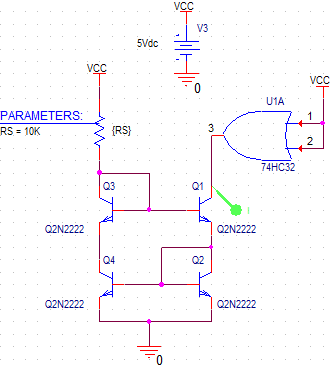 VCC
V3
5Vdc
0
VCC
VCC
U1A
PARAMETERS:
RS = 10K
{RS}
3
1
2
74HC32
Q3
Q1
Q2N2222
Q2N2222
Q4
Q2
Q2N2222
Q2N2222
0